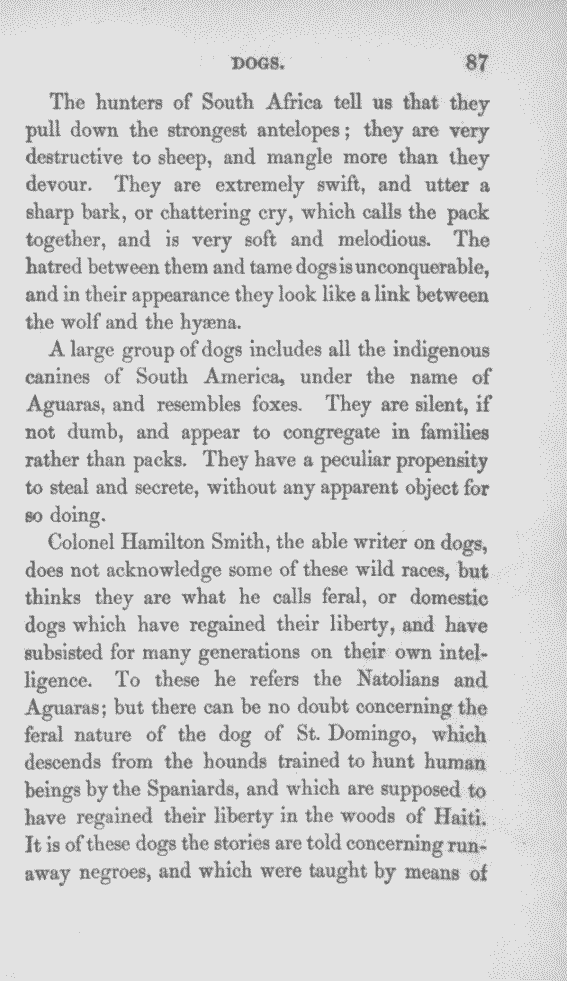 DOGS. 87
The hunters of South Africa tell us that they
pull down the strongest antelopes; they are very
destructive to sheep, and mangle more than they
devour. They are extremely swift, and utter a
sharp bark, or chattering cry, which calls the pack
together, and is very soft and melodious. The
hatred between them and tame dogs is unconquerable,
and in their appearance they look like a link between
the wolf and the hyæna.
A large group of dogs includes all the indigenous
canines of South America, under the name of
Aguaras, and resembles foxes. They are silent, if
not dumb, and appear to congregate in families
rather than packs. They have a peculiar propensity
to steal and secrete, without any apparent object for
so doing.
Colonel Hamilton Smith, the able writer on dogs,
does not acknowledge some of these wild races, but
thinks they are what he calls feral, or domestic
dogs which have regained their liberty, and have
subsisted for many generations on their own intel-
ligence. To these he refers the Natolians and
Aguaras; but there can be no doubt concerning the
feral nature of the dog of St. Domingo, which
descends from the hounds trained to hunt human
beings by the Spaniards, and which are supposed to
have regained their liberty in the woods of Haiti.
It is of these dogs the stories are told concerning run-
away negroes, and which were taught by means of